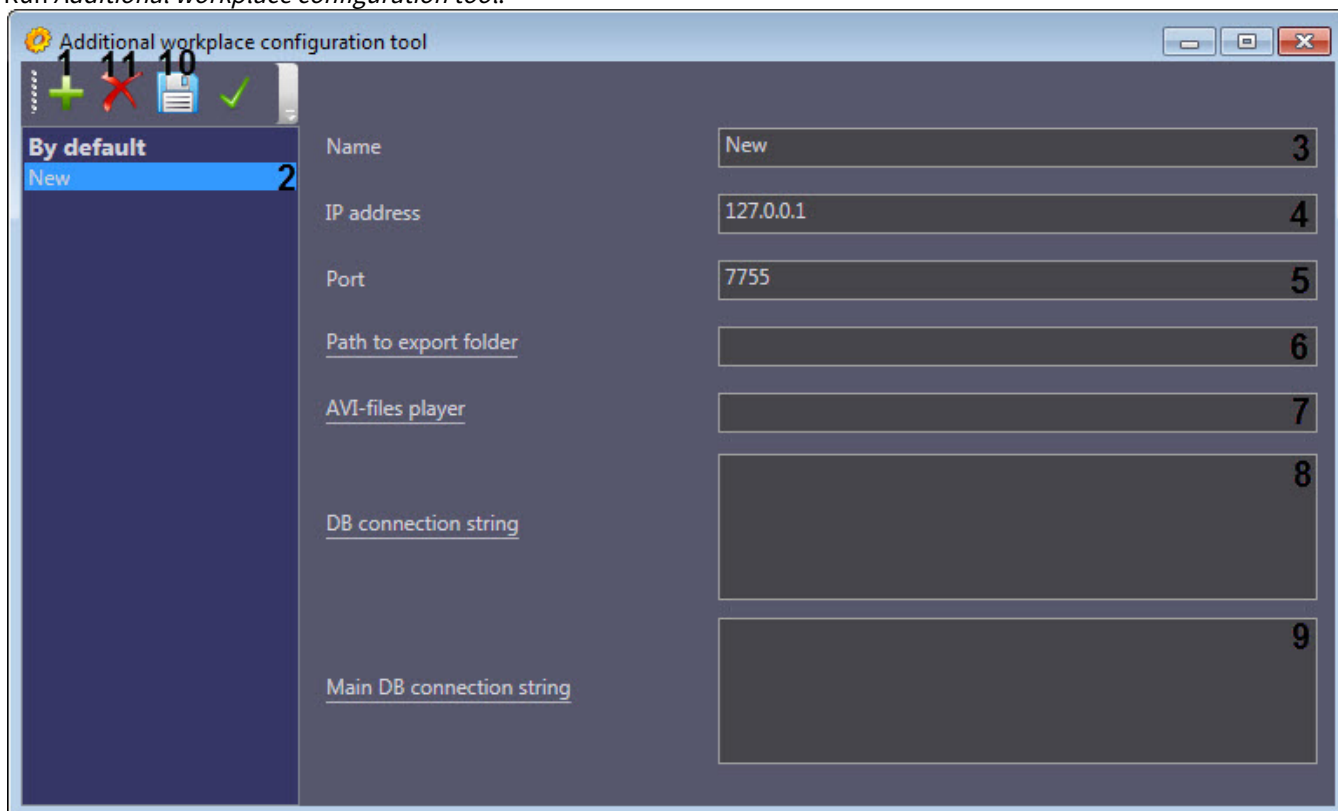 Run Additional workplace configuration tool.
Additional workplace configuration tool
1 11 10
By default
New 2
Name New 3
IP address 127.0.0.1 4
Port 7755 5
Path to export folder 6
AVI-files player 7
DB connection string 8
Main DB connection string 9